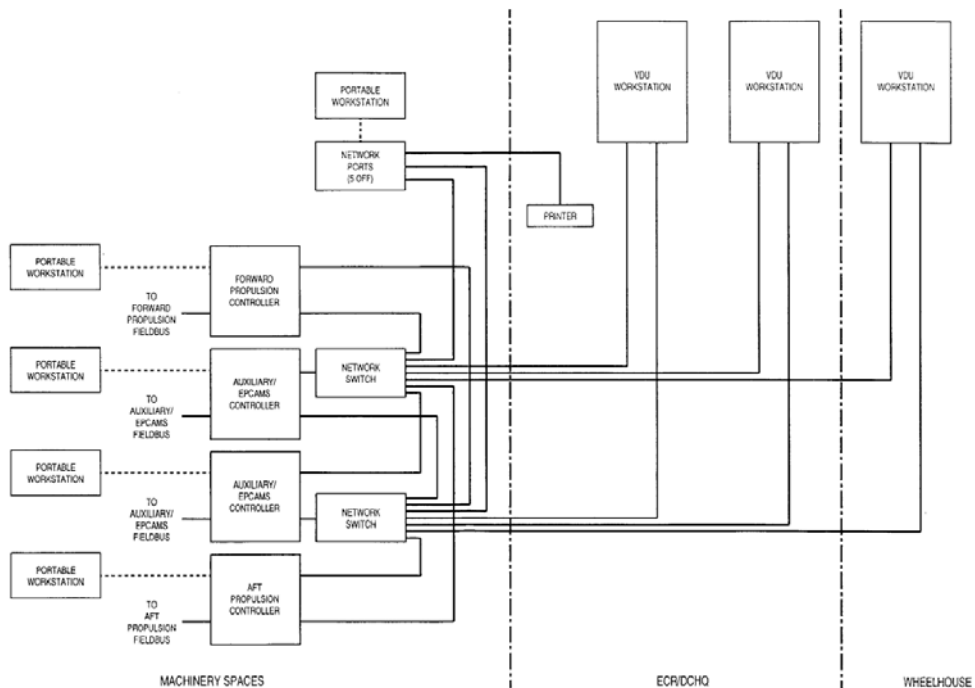 VDU
WORKSTATION
VDU
WORKSTATION
VDU
WORKSTATION
PORTABLE
WORKSTATION
NETWORK
PORTS
(5 OFF)
PRINTER
PORTABLE
WORKSTATION
FORWARD
PROPULSION
CONTROLLER
TO
FORWARD
PROPULSION
FIELDBUS
PORTABLE
WORKSTATION
AUXILIARY/
EPCAMS
CONTROLLER
NETWORK
SWITCH
TO
AUXILIARY/
EPCAMS
FIELDBUS
PORTABLE
WORKSTATION
AUXILIARY/
EPCAMS
CONTROLLER
NETWORK
SWITCH
TO
AUXILIARY/
EPCAMS
FIELDBUS
PORTABLE
WORKSTATION
AFT
PROPULSION
CONTROLLER
TO
AFT
PROPULSION
FIELDBUS
MACHINERY SPACES
ECR/DCHQ
WHEELHOUSE